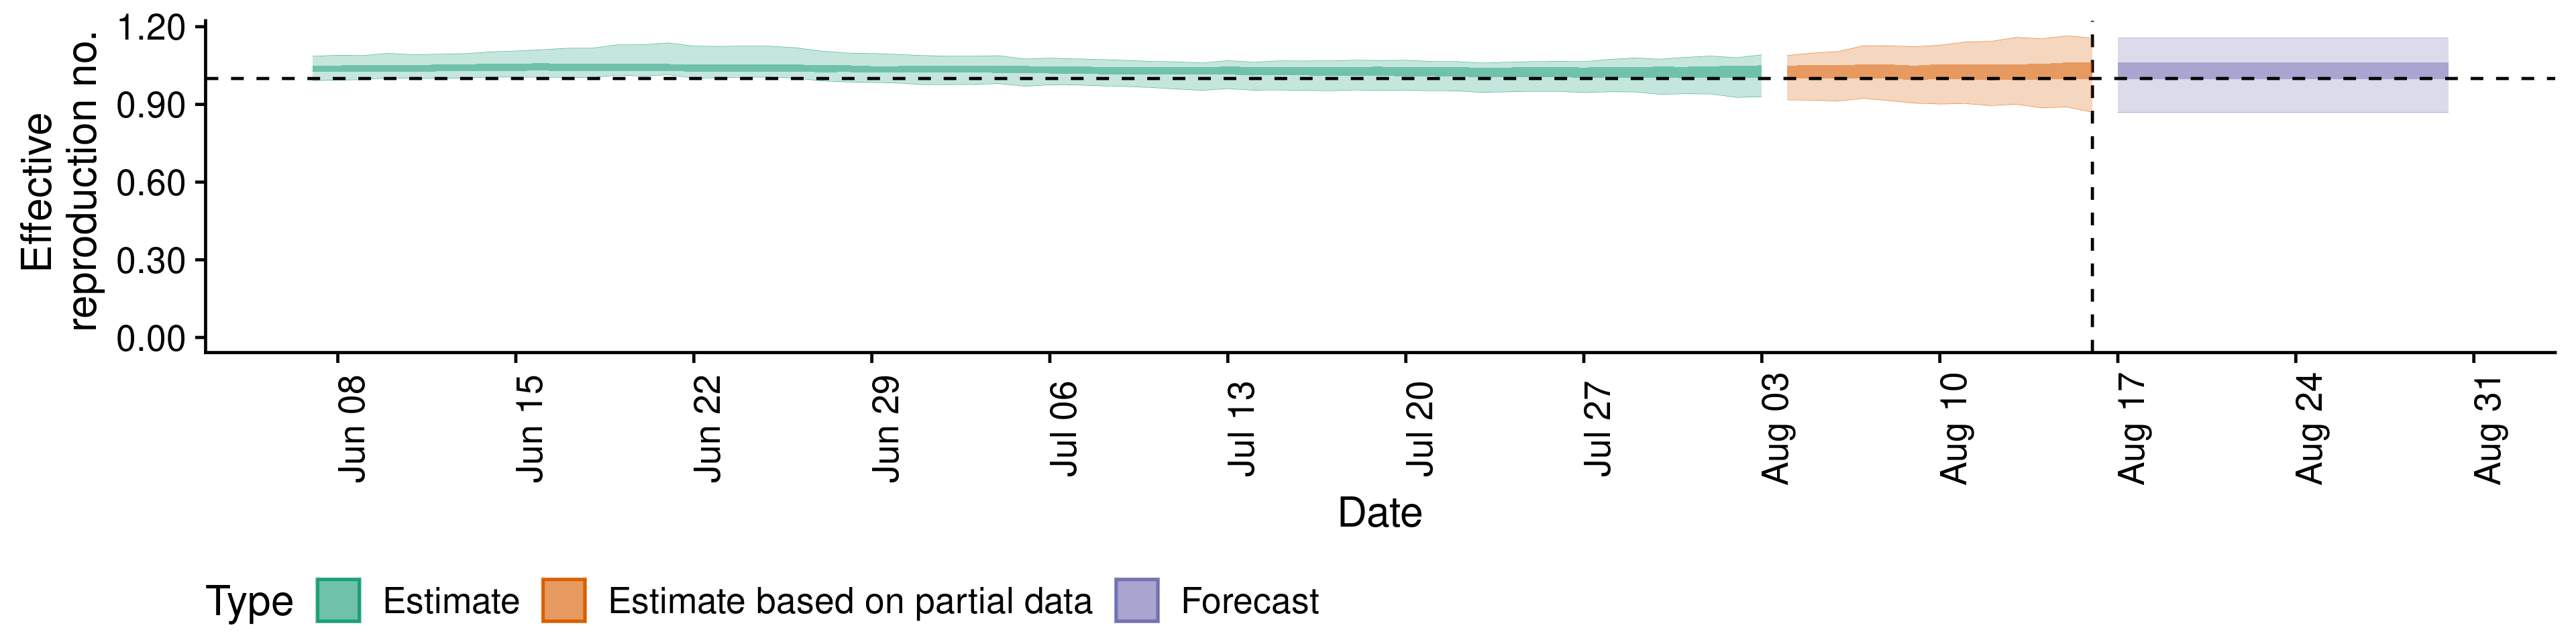 Effective
reproduction no.
1.20
0.90
0.60
0.30
0.00
Jun 08
Jun 15
Jun 22
Jun 29
Jul 06
Jul 13
Jul 20
Jul 27
Aug 03
Aug 10
Aug 17
Aug 24
Aug 31
Date
Type Estimate Estimate based on partial data Forecast